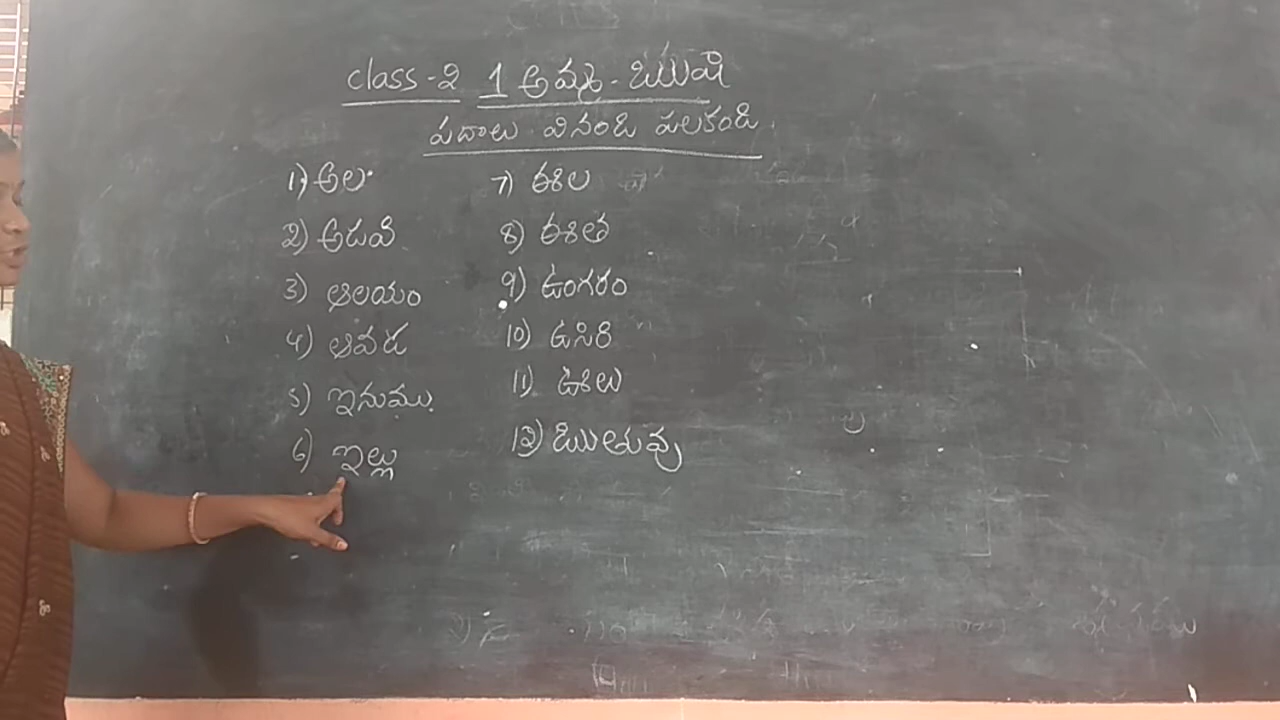 class-2 1 అమ్మ - ఋషి
పదాలు వినండి పలకండి.
1) అల
2) అడవి
3) ఆలయం
4) ఆవడ
5) ఇనుము
6) ఇల్లు
7) ఈల
8) ఈత
9) ఉంగరం
10) ఉసిరి
11) ఊలు
12) ఋతువు